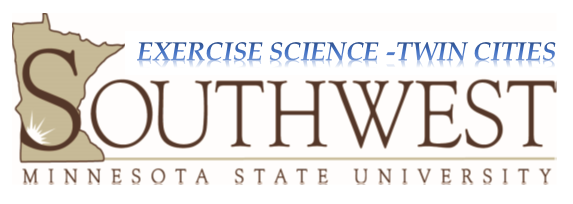 EXERCISE SCIENCE -TWIN CITIES
SOUTHWEST
MINNESOTA STATE UNIVERSITY